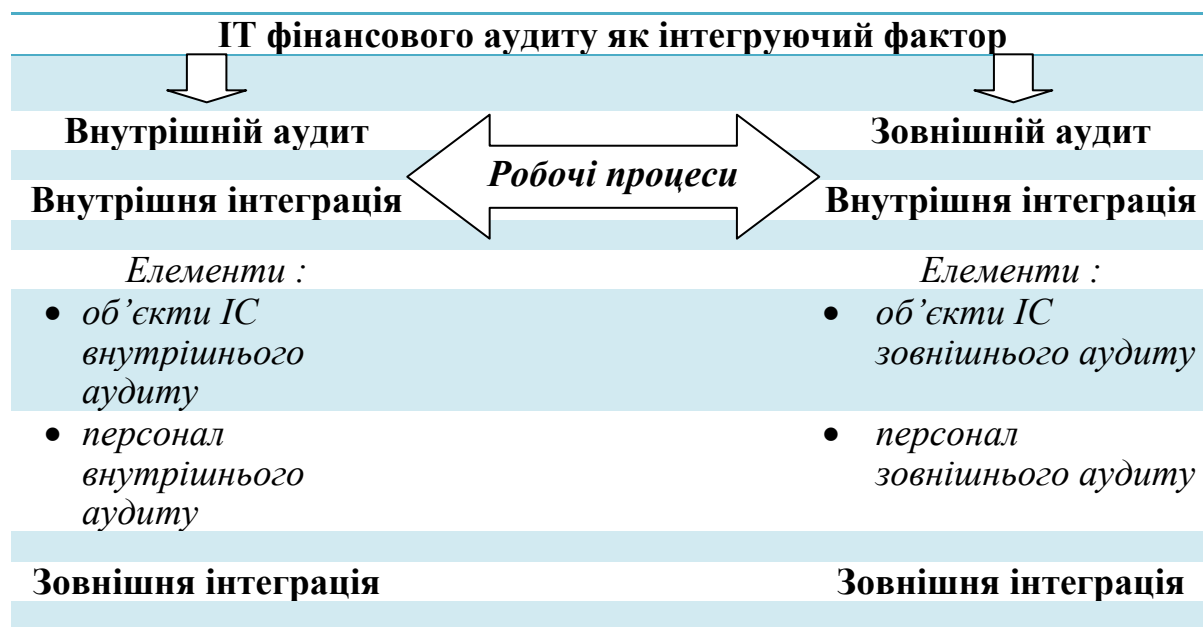 ІТ фінансового аудиту як інтегруючий фактор
Внутрішній аудит
Зовнішній аудит
Робочі процеси
Внутрішня інтеграція
Внутрішня інтеграція
Елементи :
• об’єкти ІС
внутрішнього
аудиту
• персонал
внутрішнього
аудиту
Елементи :
• об’єкти ІС
зовнішнього аудиту
• персонал
зовнішнього аудиту
Зовнішня інтеграція
Зовнішня інтеграція